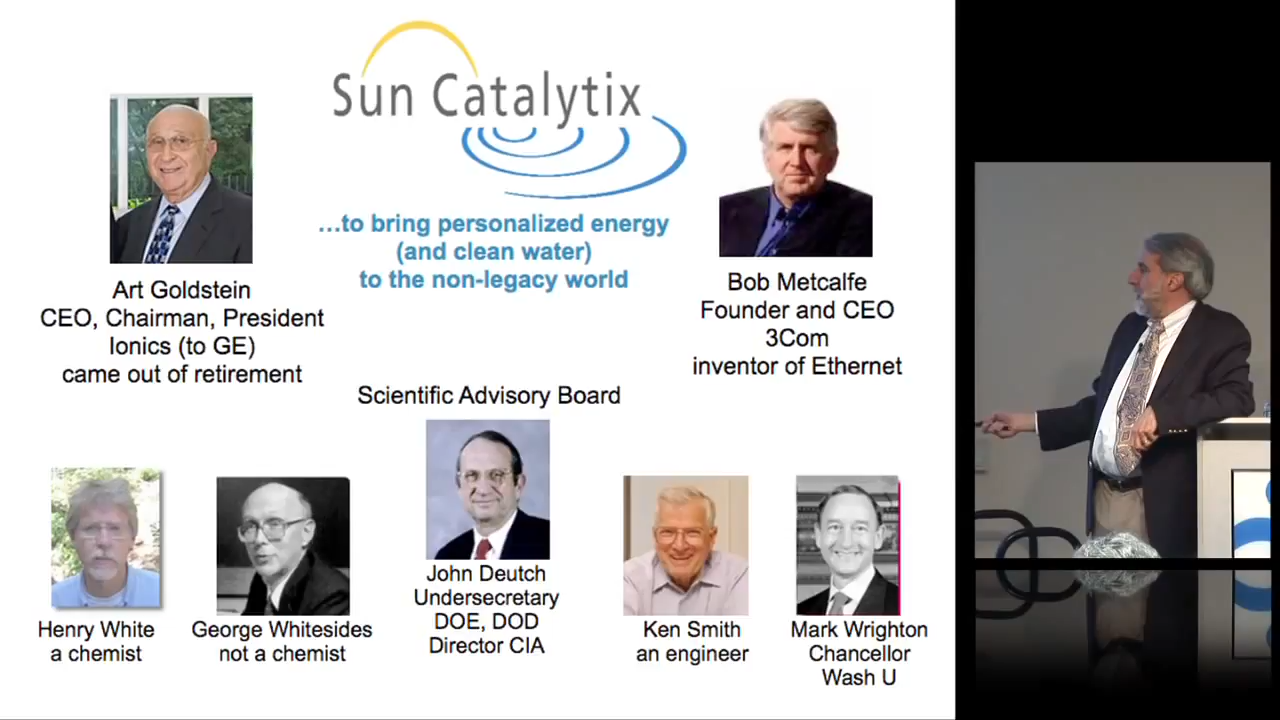 Sun Catalytix
...to bring personalized energy
(and clean water)
to the non-legacy world
Art Goldstein
CEO, Chairman, President
Ionics (to GE)
came out of retirement
Bob Metcalfe
Founder and CEO
3Com
inventor of Ethernet
Scientific Advisory Board
Henry White
a chemist
George Whitesides
not a chemist
John Deutch
Undersecretary
DOE, DOD
Director CIA
Ken Smith
an engineer
Mark Wrighton
Chancellor
Wash U